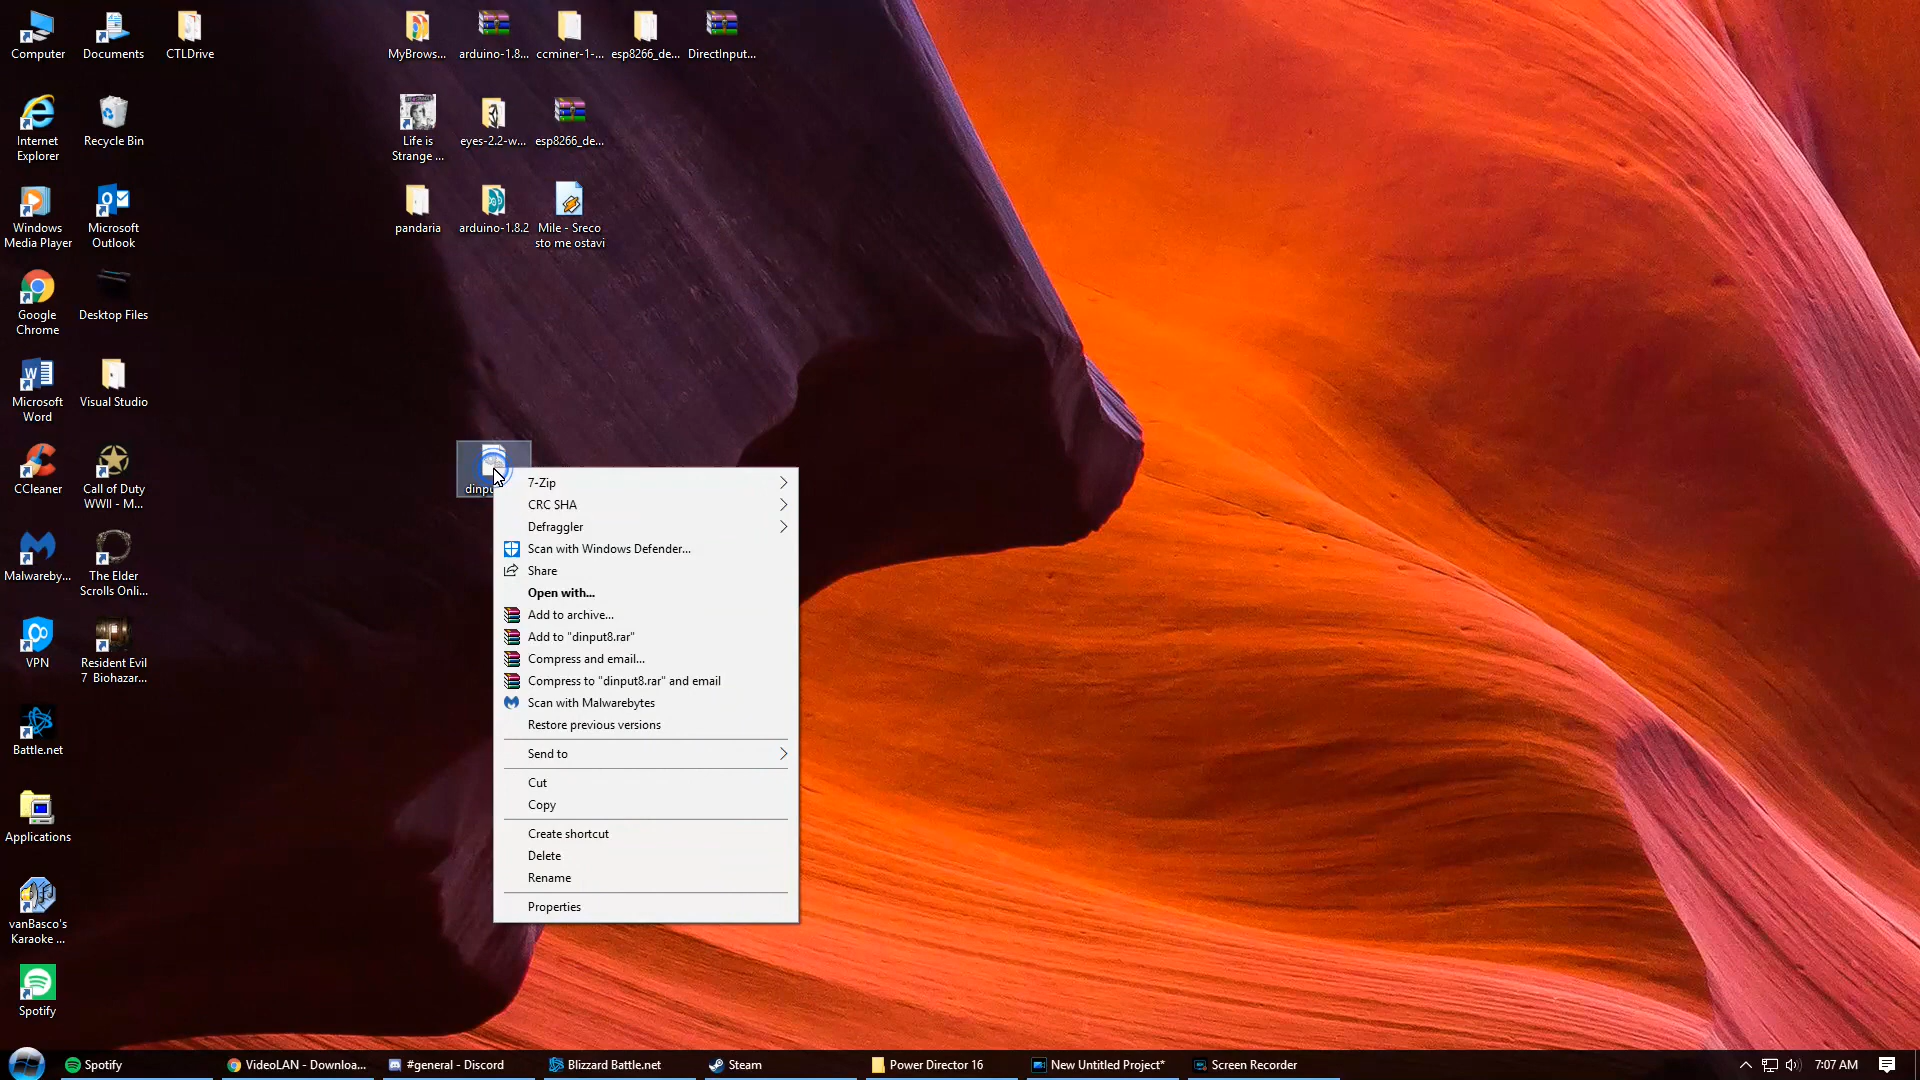 Computer
Documents
CTLDrive
MyBrows...
arduino-1.8...
ccminer-1-...
esp8266_de...
DirectInput...
Internet
Explorer
Recycle Bin
Life is
Strange ...
eyes-2.2-w...
esp8266_de...
Windows
Media Player
Microsoft
Outlook
pandaria
arduino-1.8.2
Mile - Sreco
sto me ostavi
Google
Chrome
Desktop Files
Microsoft
Word
Visual Studio
CCleaner
Call of Duty
WWII - M...
Malwareby...
The Elder
Scrolls Onli...
VPN
Resident Evil
7 Biohazar...
Battle.net
Applications
vanBasco's
Karaoke ...
Spotify
7-Zip
CRC SHA
Defraggler
Scan with Windows Defender...
Share
Open with...
Add to archive...
Add to "dinput8.rar"
Compress and email...
Compress to "dinput8.rar" and email
Scan with Malwarebytes
Restore previous versions
Send to
Cut
Copy
Create shortcut
Delete
Rename
Properties
Spotify
VideoLAN - Downloa...
#general - Discord
Blizzard Battle.net
Steam
Power Director 16
New Untitled Project*
Screen Recorder
7:07 AM